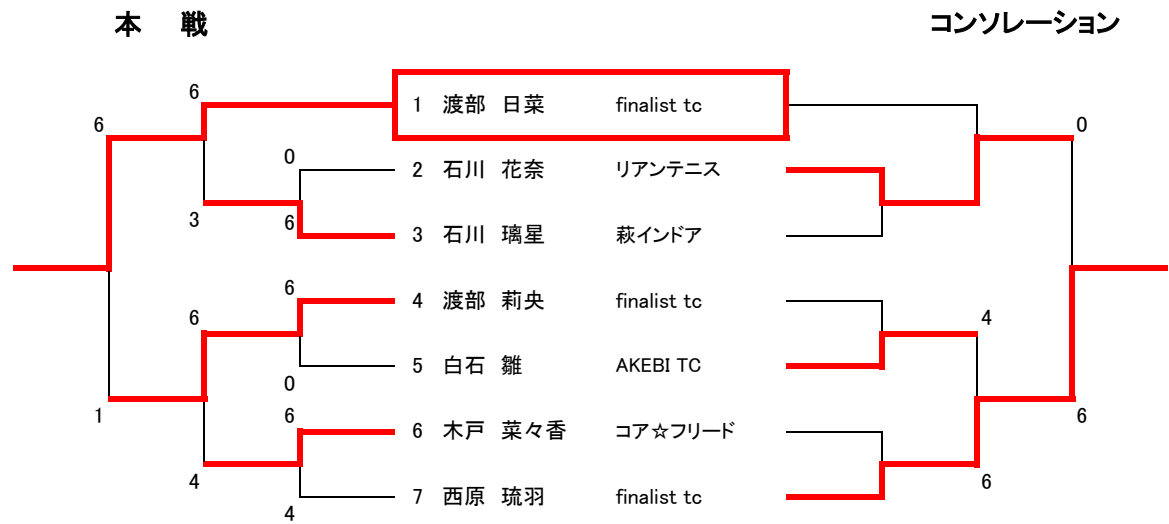 本 戦 コンソレーション
6 1 渡部 日菜 finalist tc
6 0
0 2 石川 花奈 リアンテニス
3 6 3 石川 璃星 萩インドア
6 4 渡部 莉央 finalist tc
6 4
0 5 白石 雛 AKEBI TC
1 6 6 木戸 菜々香 コア☆フリード 6
4 6
4 7 西原 琉羽 finalist tc